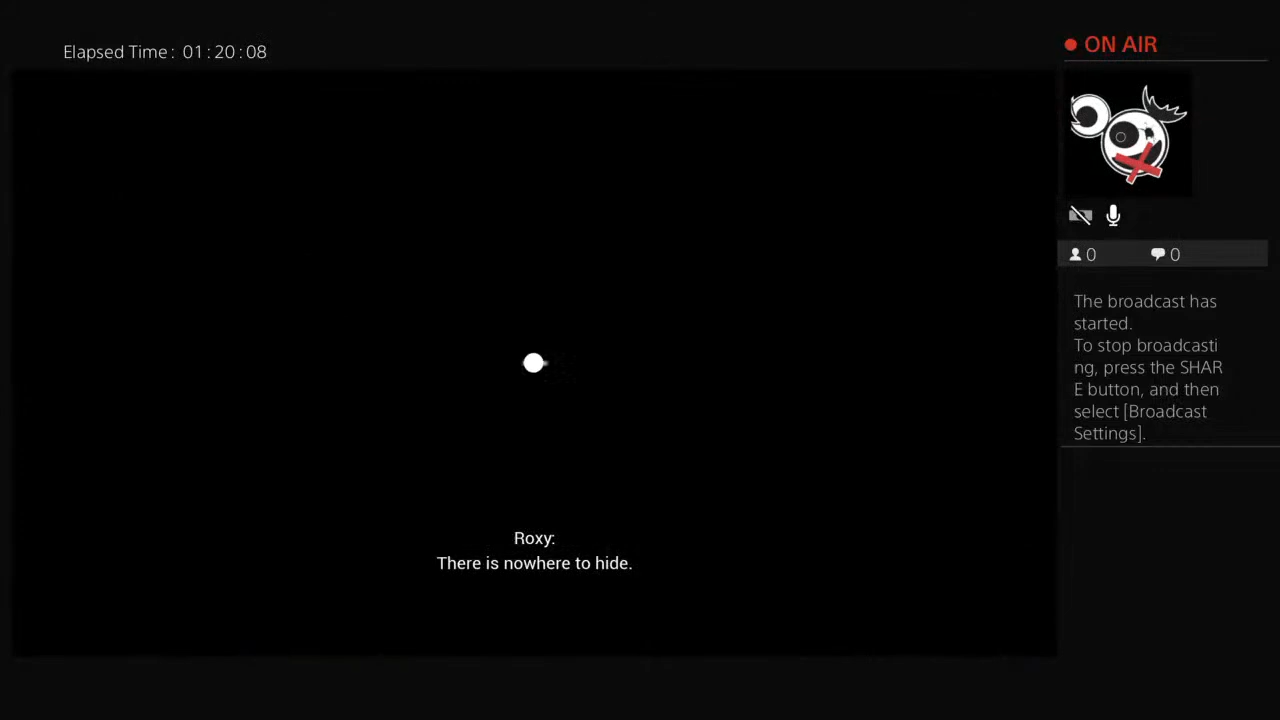 Elapsed Time: 01:20:08
ON AIR
0 0
The broadcast has
started.
To stop broadcasti
ng, press the SHAR
E button, and then
select [Broadcast
Settings].
Roxy:
There is nowhere to hide.